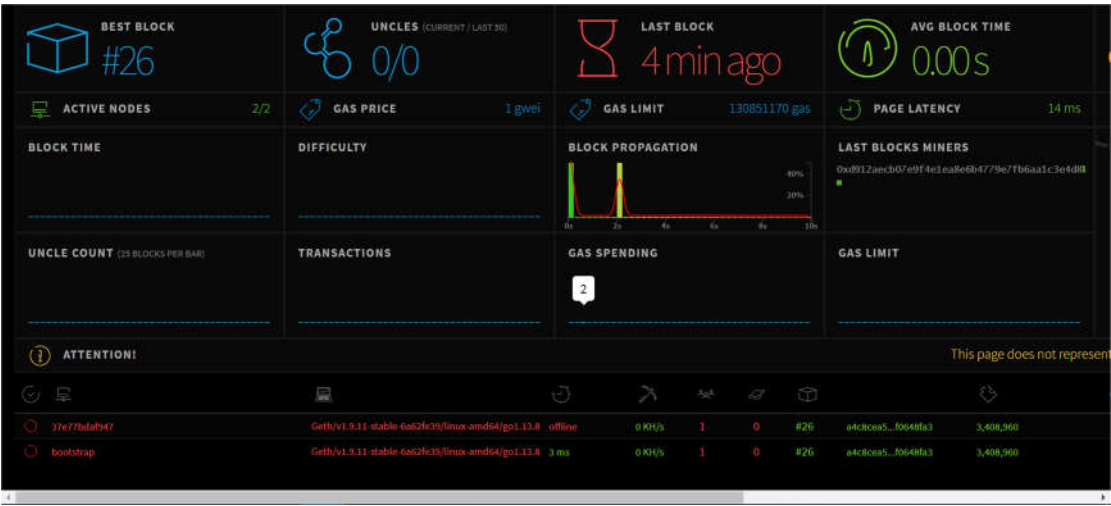 BEST BLOCK
#26
UNCLES (CURRENT / LAST 50)
0/0
LAST BLOCK
4 min ago
AVG BLOCK TIME
0.00 s
ACTIVE NODES 2/2
GAS PRICE 1 gwei
GAS LIMIT 130851170 gas
PAGE LATENCY 14 ms
BLOCK TIME
DIFFICULTY
BLOCK PROPAGATION
40%
20%
0s 2s 4s 6s 8s 10s
LAST BLOCKS MINERS
UNCLE COUNT (25 BLOCKS PER BAR)
TRANSACTIONS
GAS SPENDING
2
GAS LIMIT
ATTENTION!
This page does not represent
37e77bdaf947 Geth/v1.9.11-stable-6a62fe39/linux-amd64/go1.13.8 offline 0 KH/s 1 0 #26 a4c8cea5...f0648fa3 3,408,960
bootstrap Geth/v1.9.11-stable-6a62fe39/linux-amd64/go1.13.8 3 ms 0 KH/s 1 0 #26 a4c8cea5...f0648fa3 3,408,960